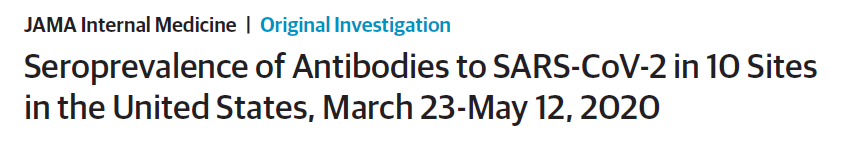 JAMA Internal Medicine | Original Investigation
Seroprevalence of Antibodies to SARS-CoV-2 in 10 Sites
in the United States, March 23-May 12, 2020